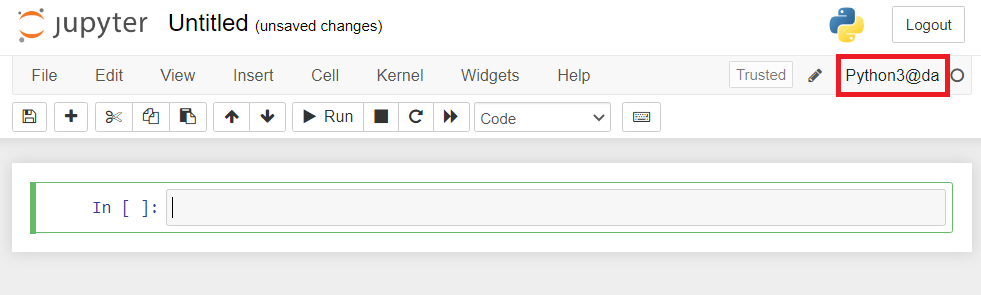 jupyter Untitled (unsaved changes) Logout
File Edit View Insert Cell Kernel Widgets Help Trusted Python3@da
Run Code
In [ ]: